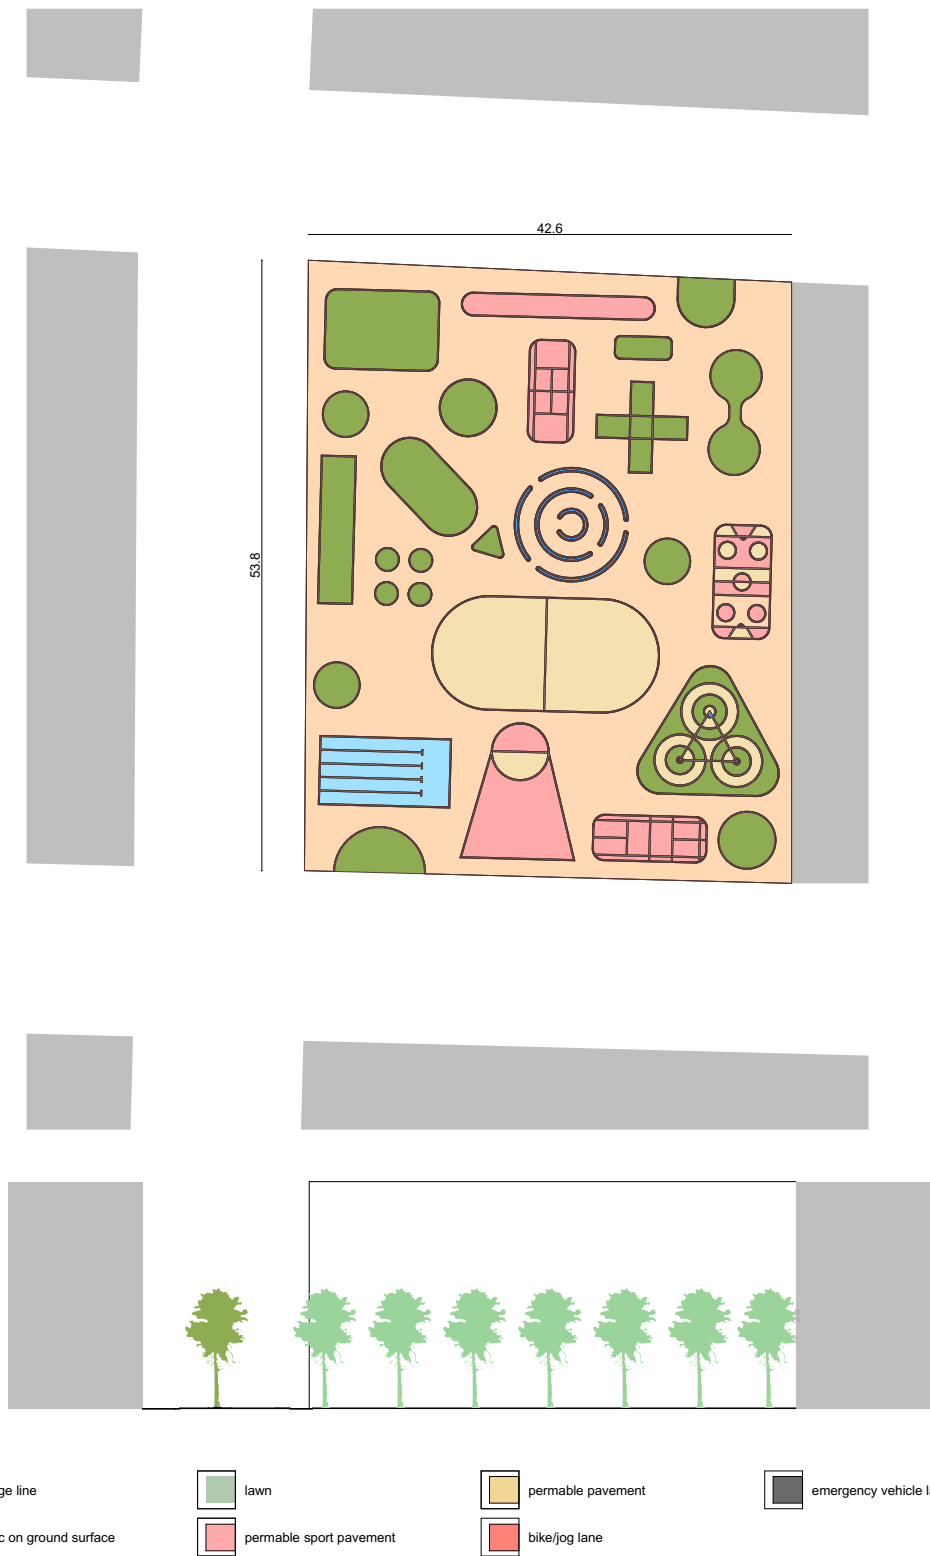 42.6
53.8
ge line
lawn
permable pavement
emergency vehicle l
c on ground surface
permable sport pavement
bike/jog lane